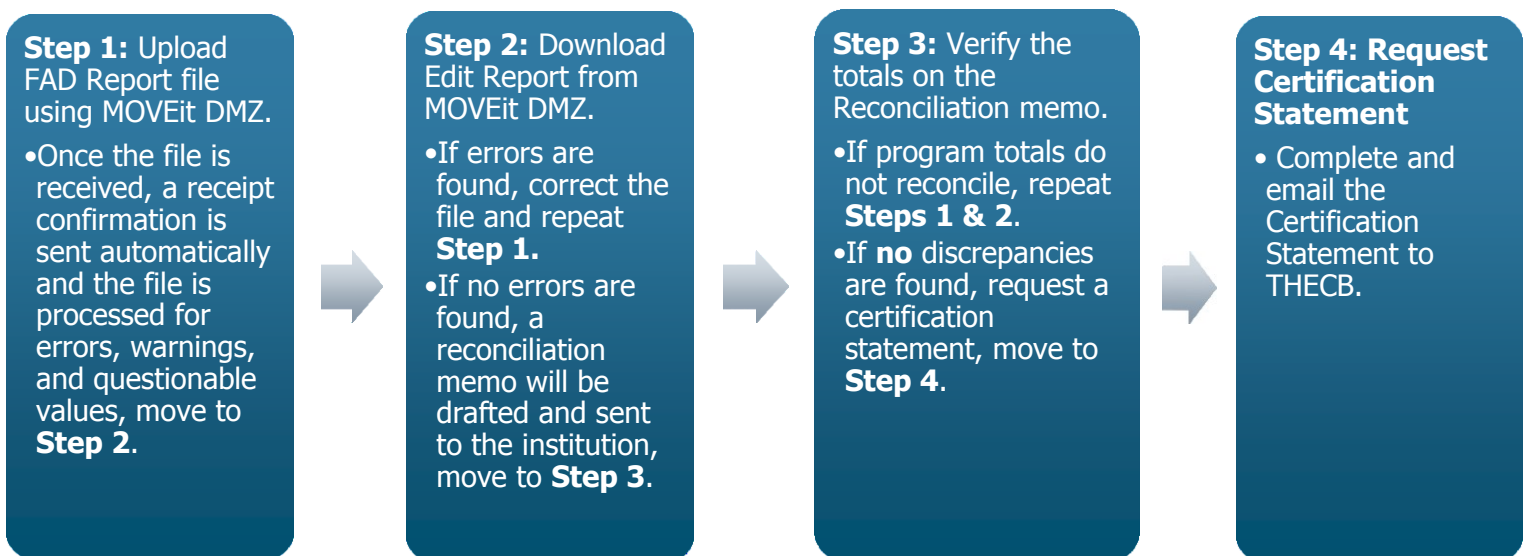 Step 1: Upload
FAD Report file
using MOVEit DMZ.
•Once the file is
received, a receipt
confirmation is
sent automatically
and the file is
processed for
errors, warnings,
and questionable
values, move to
Step 2.
Step 2: Download
Edit Report from
MOVEit DMZ.
•If errors are
found, correct the
file and repeat
Step 1.
•If no errors are
found, a
reconciliation
memo will be
drafted and sent
to the institution,
move to Step 3.
Step 3: Verify the
totals on the
Reconciliation memo.
•If program totals do
not reconcile, repeat
Steps 1 & 2.
•If no discrepancies
are found, request a
certification
statement, move to
Step 4.
Step 4: Request
Certification
Statement
• Complete and
email the
Certification
Statement to
THECB.